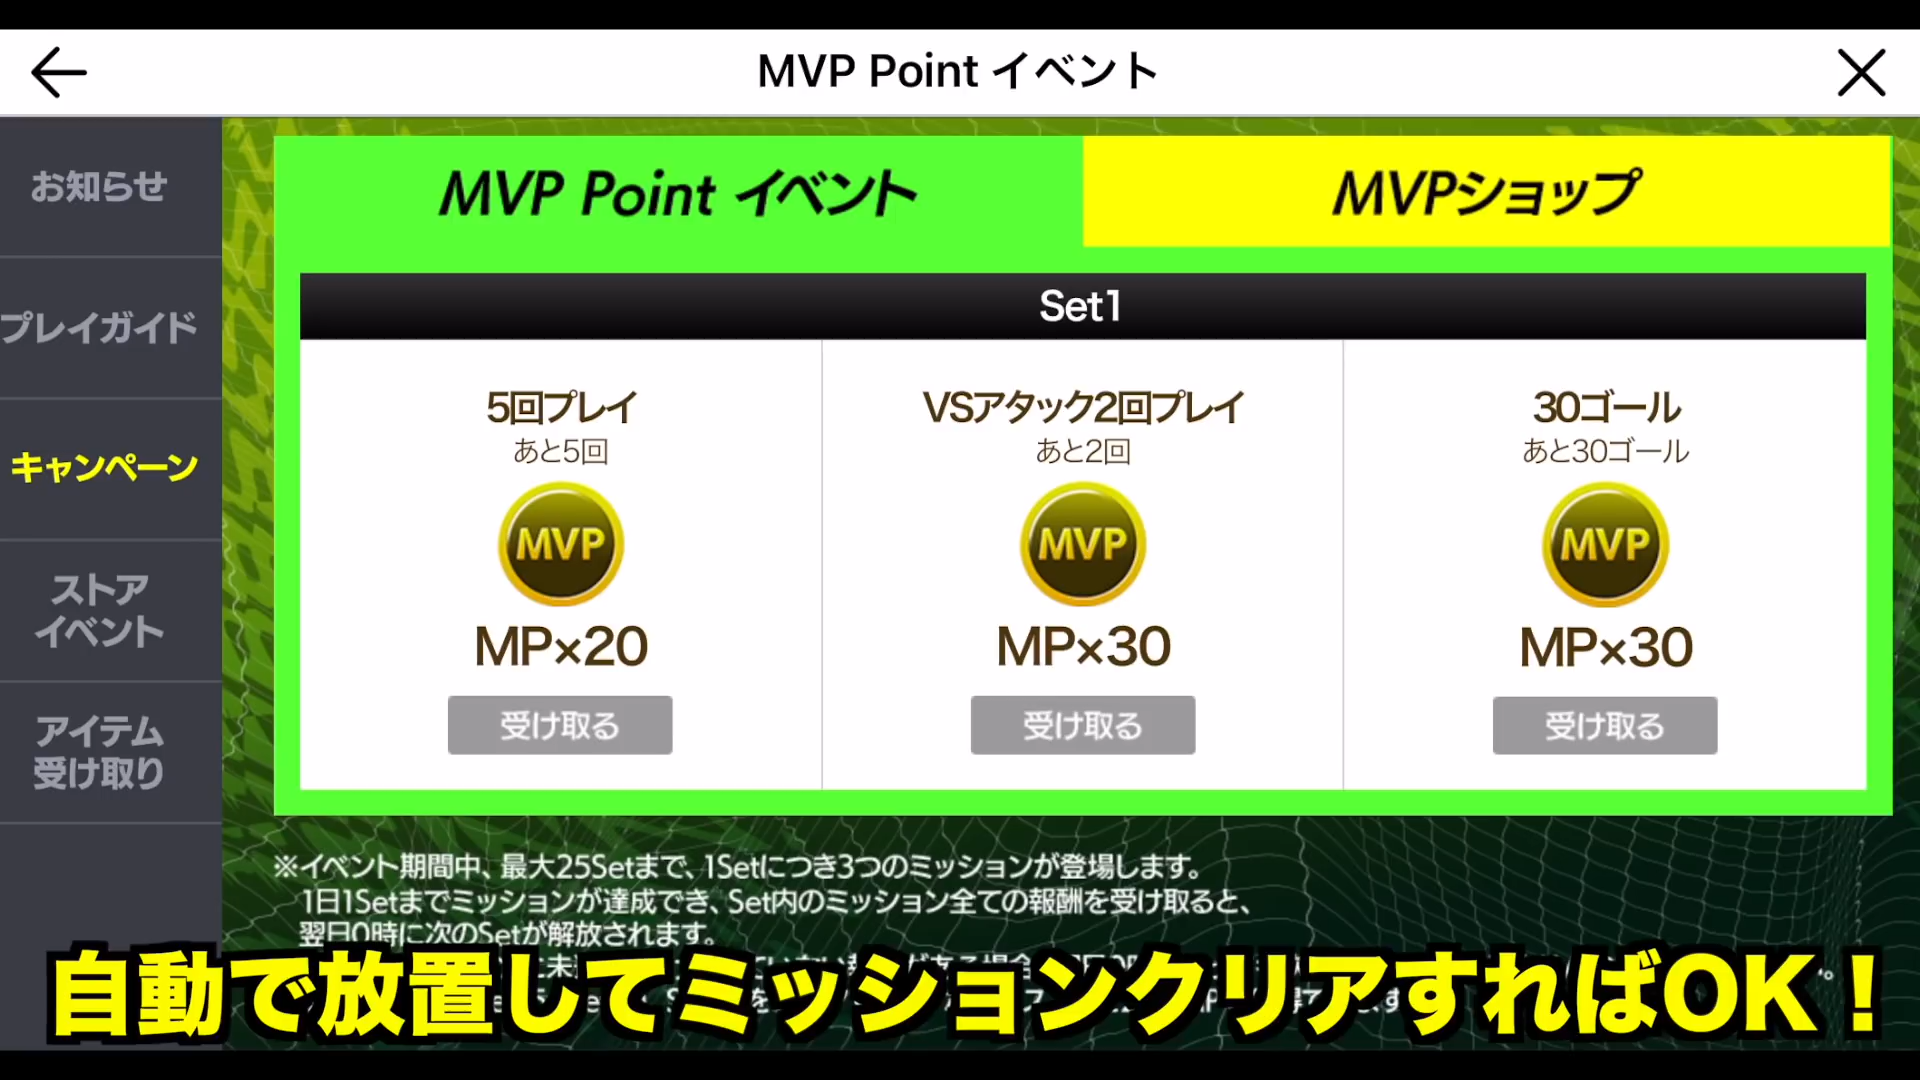 MVP Point イベント
お知らせ
プレイガイド
キャンペーン
ストア
イベント
アイテム
受け取り
MVP Point イベント
MVPショップ
Set1
5回プレイ
あと5回
MVP
MP×20
受け取る
VSアタック2回プレイ
あと2回
MVP
MP×30
受け取る
30ゴール
あと30ゴール
MVP
MP×30
受け取る
※イベント期間中、最大25Setまで、1Setにつき3つのミッションが登場します。
1日1Setまでミッションが達成でき、Set内のミッション全ての報酬を受け取ると、
翌日0時に次のSetが解放されます。
自動で放置してミッションクリアすればOK！